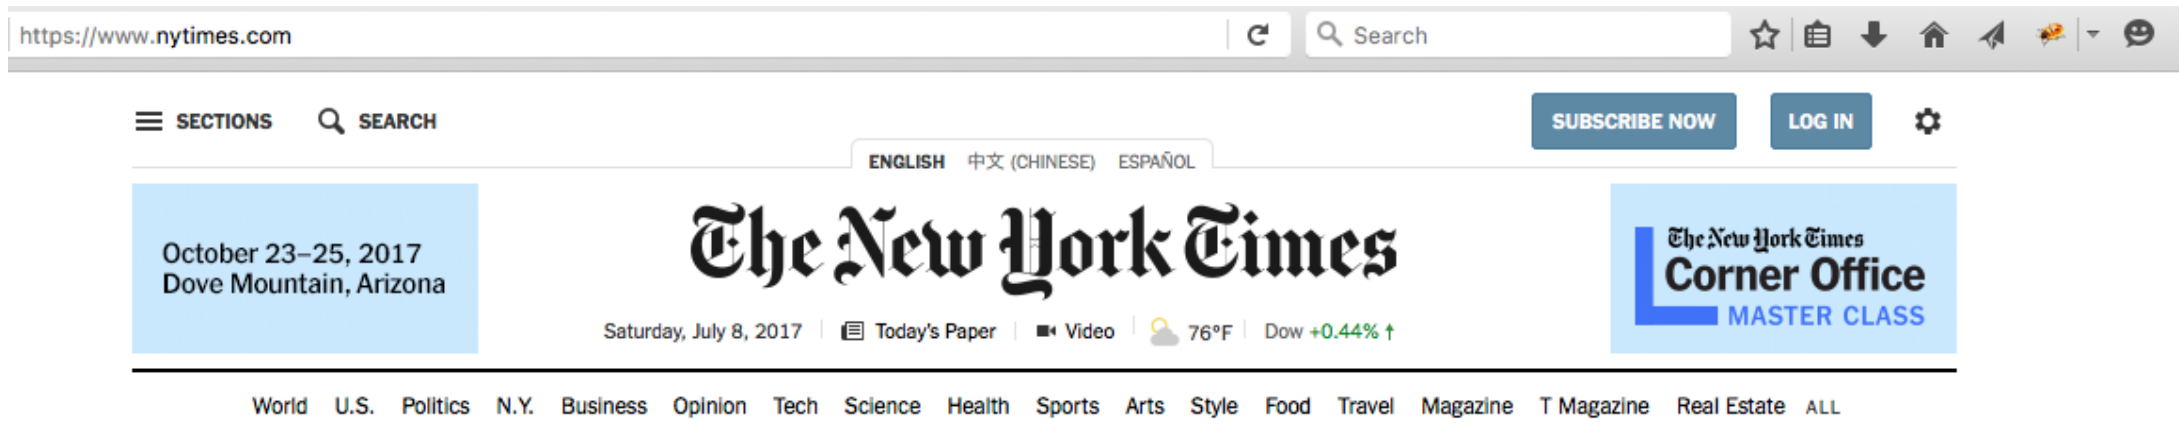 https://www.nytimes.com Search
SECTIONS SEARCH SUBSCRIBE NOW LOG IN
ENGLISH 中文 (CHINESE) ESPAÑOL
October 23–25, 2017
Dove Mountain, Arizona
The New York Times
Saturday, July 8, 2017 Today's Paper Video 76°F Dow +0.44% ↑
The New York Times
Corner Office
MASTER CLASS
World U.S. Politics N.Y. Business Opinion Tech Science Health Sports Arts Style Food Travel Magazine T Magazine Real Estate ALL